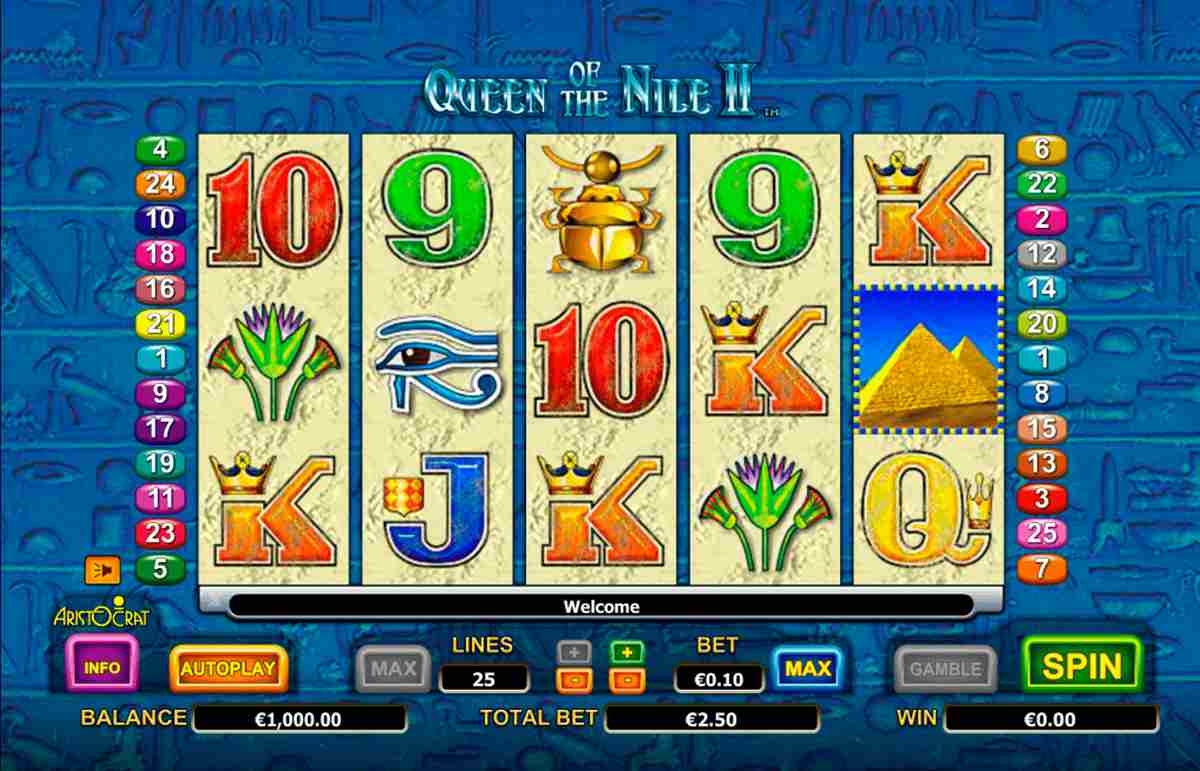 QUEEN OF THE NILE II TM
4 6
24 22
10 2
18 12
16 14
21 20
1 1
9 8
17 15
19 13
11 3
23 25
5 7
10 9 9 K
10 K
K J K Q
Welcome
ARISTOCRAT
LINES BET
INFO AUTOPLAY MAX 25 + + - - €0.10 MAX GAMBLE SPIN
BALANCE €1,000.00 TOTAL BET €2.50 WIN €0.00